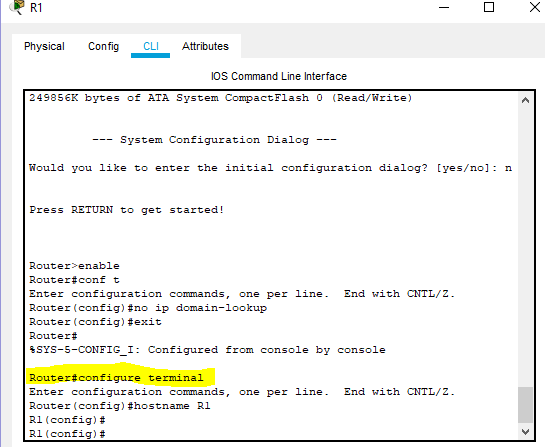 R1
Physical Config CLI Attributes
IOS Command Line Interface
249856K bytes of ATA System CompactFlash 0 (Read/Write)
--- System Configuration Dialog ---
Would you like to enter the initial configuration dialog? [yes/no]: n
Press RETURN to get started!
Router>enable
Router#conf t
Enter configuration commands, one per line.  End with CNTL/Z.
Router(config)#no ip domain-lookup
Router(config)#exit
Router#
%SYS-5-CONFIG_I: Configured from console by console
Router#configure terminal
Enter configuration commands, one per line.  End with CNTL/Z.
Router(config)#hostname R1
R1(config)#
R1(config)#